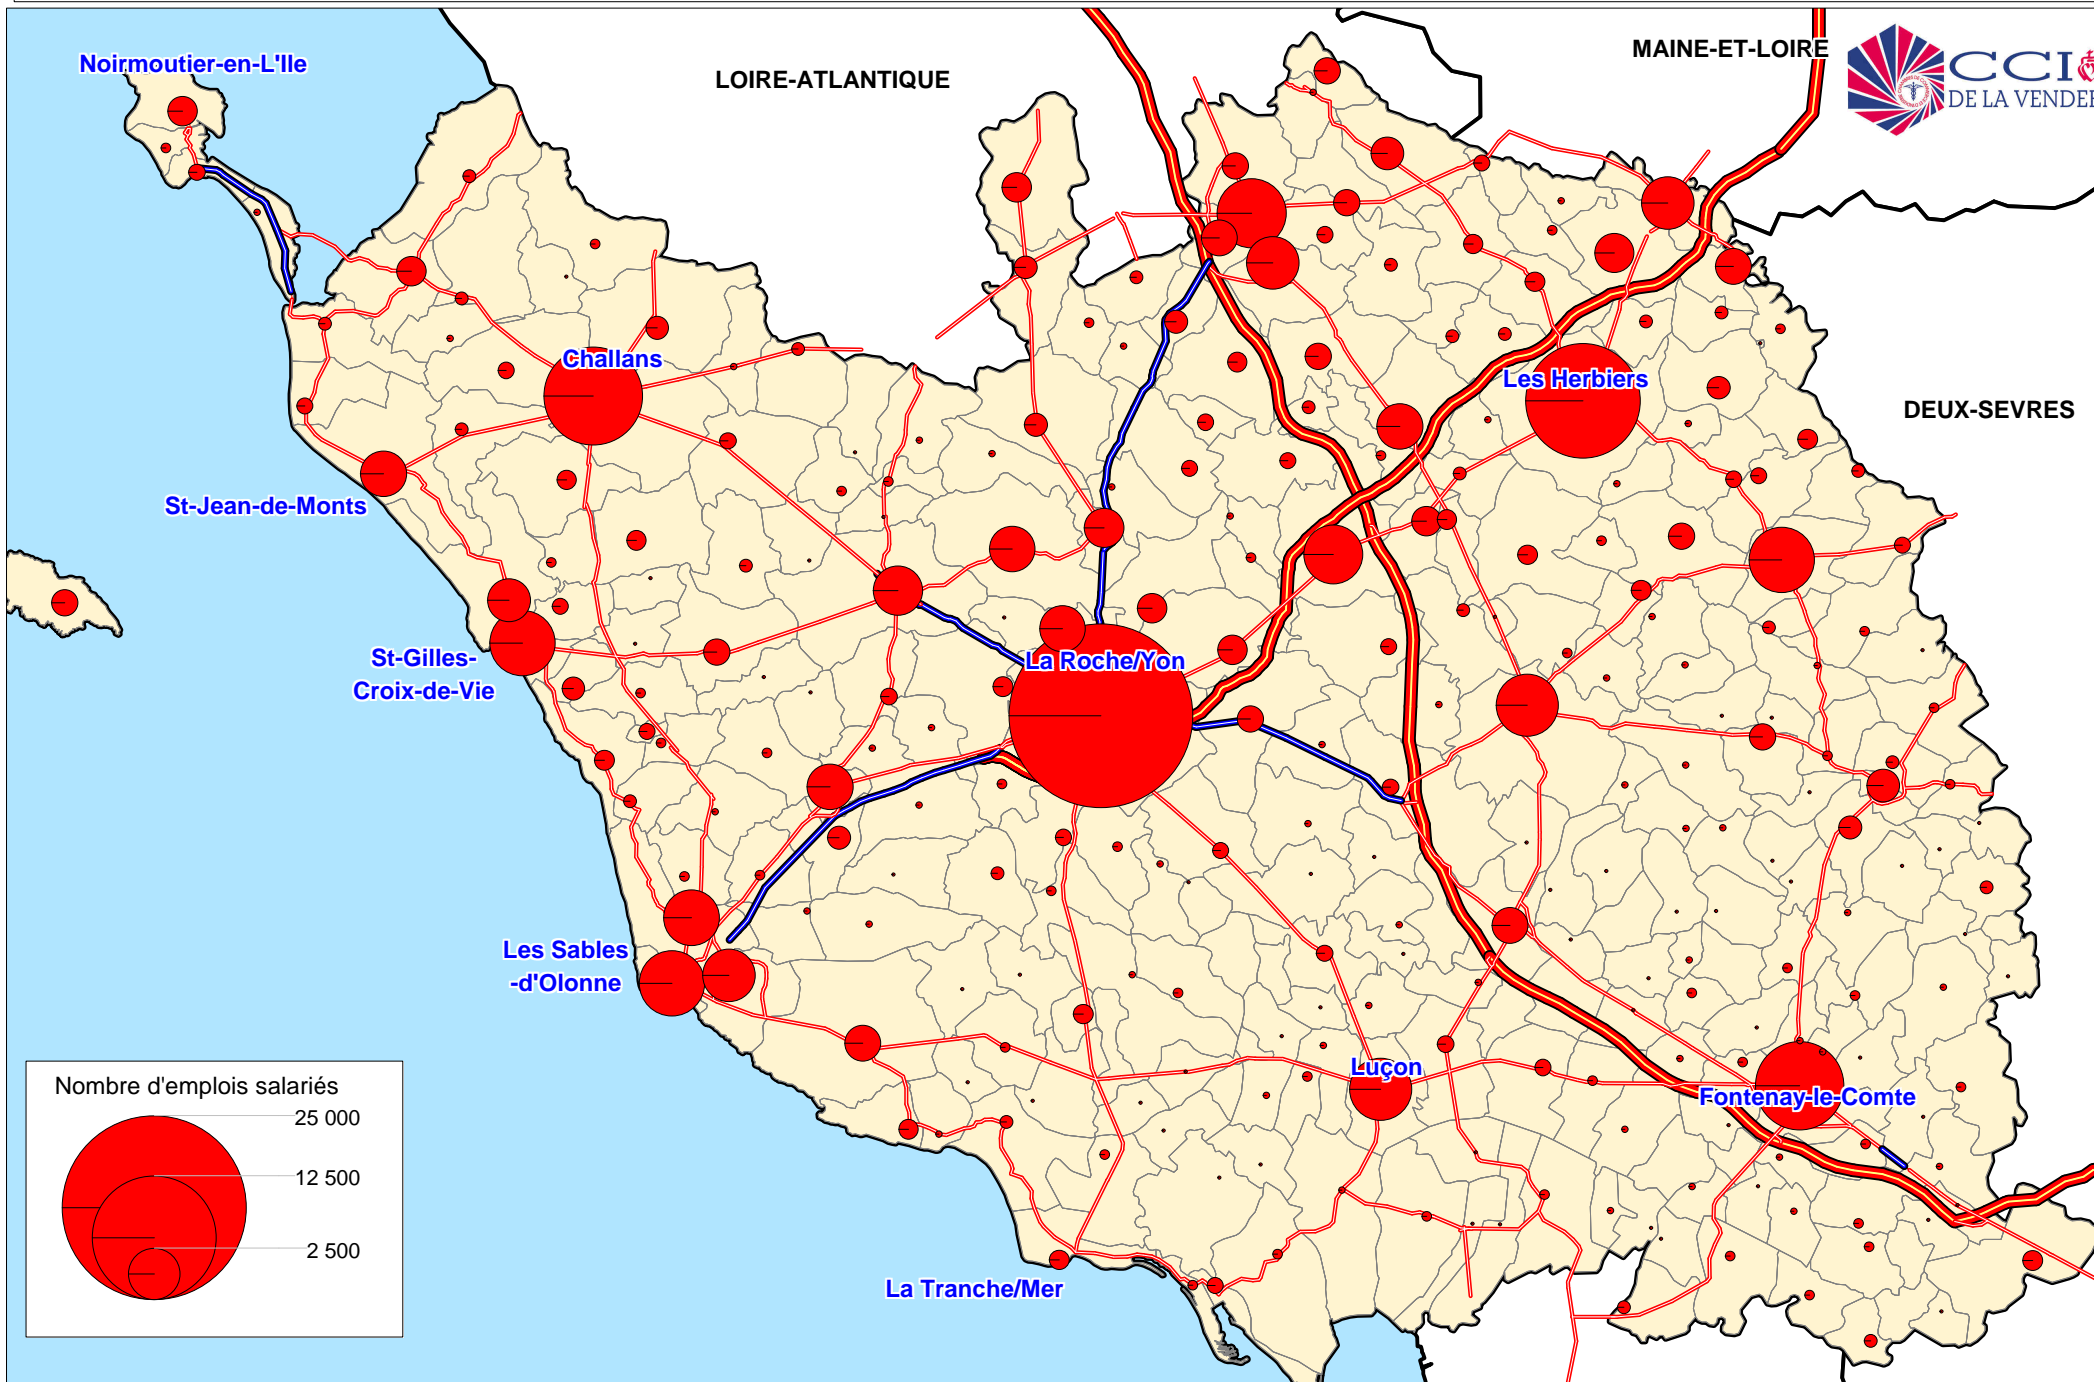 MAINE-ET-LOIRE
CCI
DE LA VENDEE
Noirmoutier-en-L'Ile
LOIRE-ATLANTIQUE
Challans
Les Herbiers
DEUX-SEVRES
St-Jean-de-Monts
La Roche/Yon
St-Gilles-
Croix-de-Vie
Les Sables
-d'Olonne
Luçon
Fontenay-le-Comte
La Tranche/Mer
Nombre d'emplois salariés
25 000
12 500
2 500